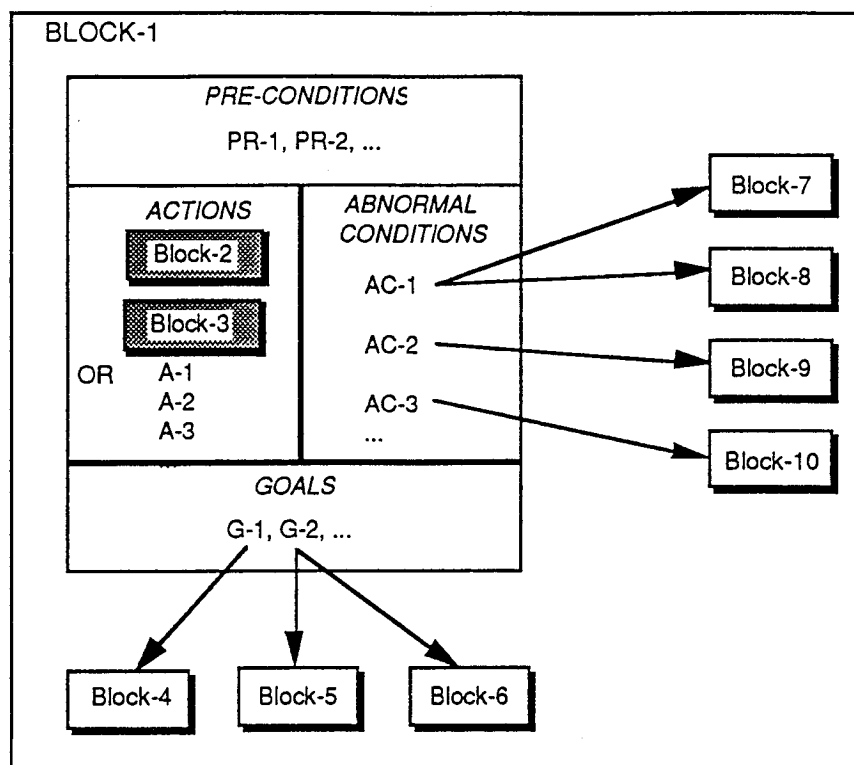 BLOCK-1
PRE-CONDITIONS
PR-1, PR-2, ...
ACTIONS
Block-2
Block-3
OR
A-1
A-2
A-3
ABNORMAL
CONDITIONS
AC-1
AC-2
AC-3
...
Block-7
Block-8
Block-9
Block-10
GOALS
G-1, G-2, ...
Block-4
Block-5
Block-6